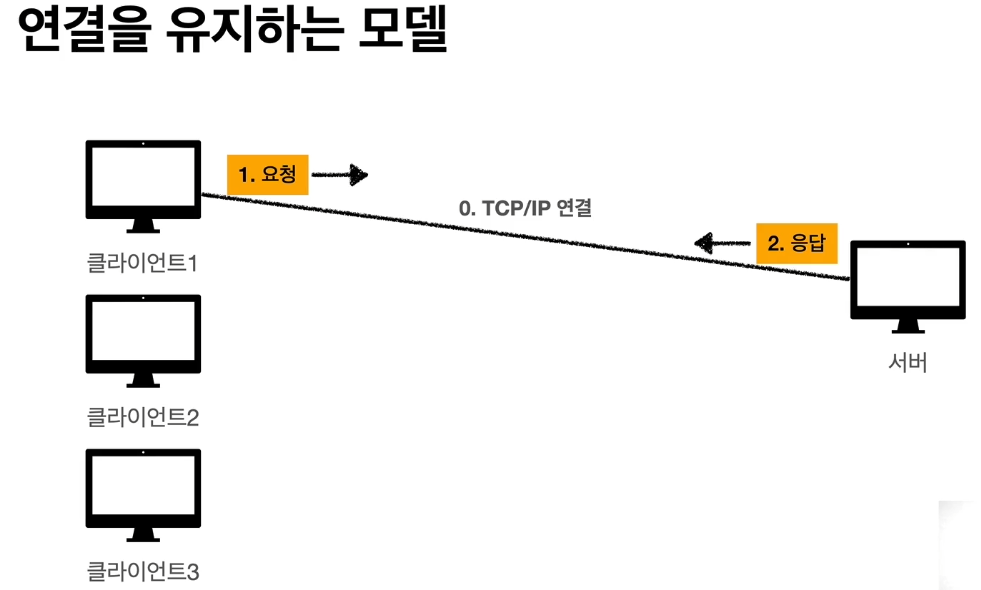 연결을 유지하는 모델
1. 요청
0. TCP/IP 연결
2. 응답
클라이언트1
서버
클라이언트2
클라이언트3